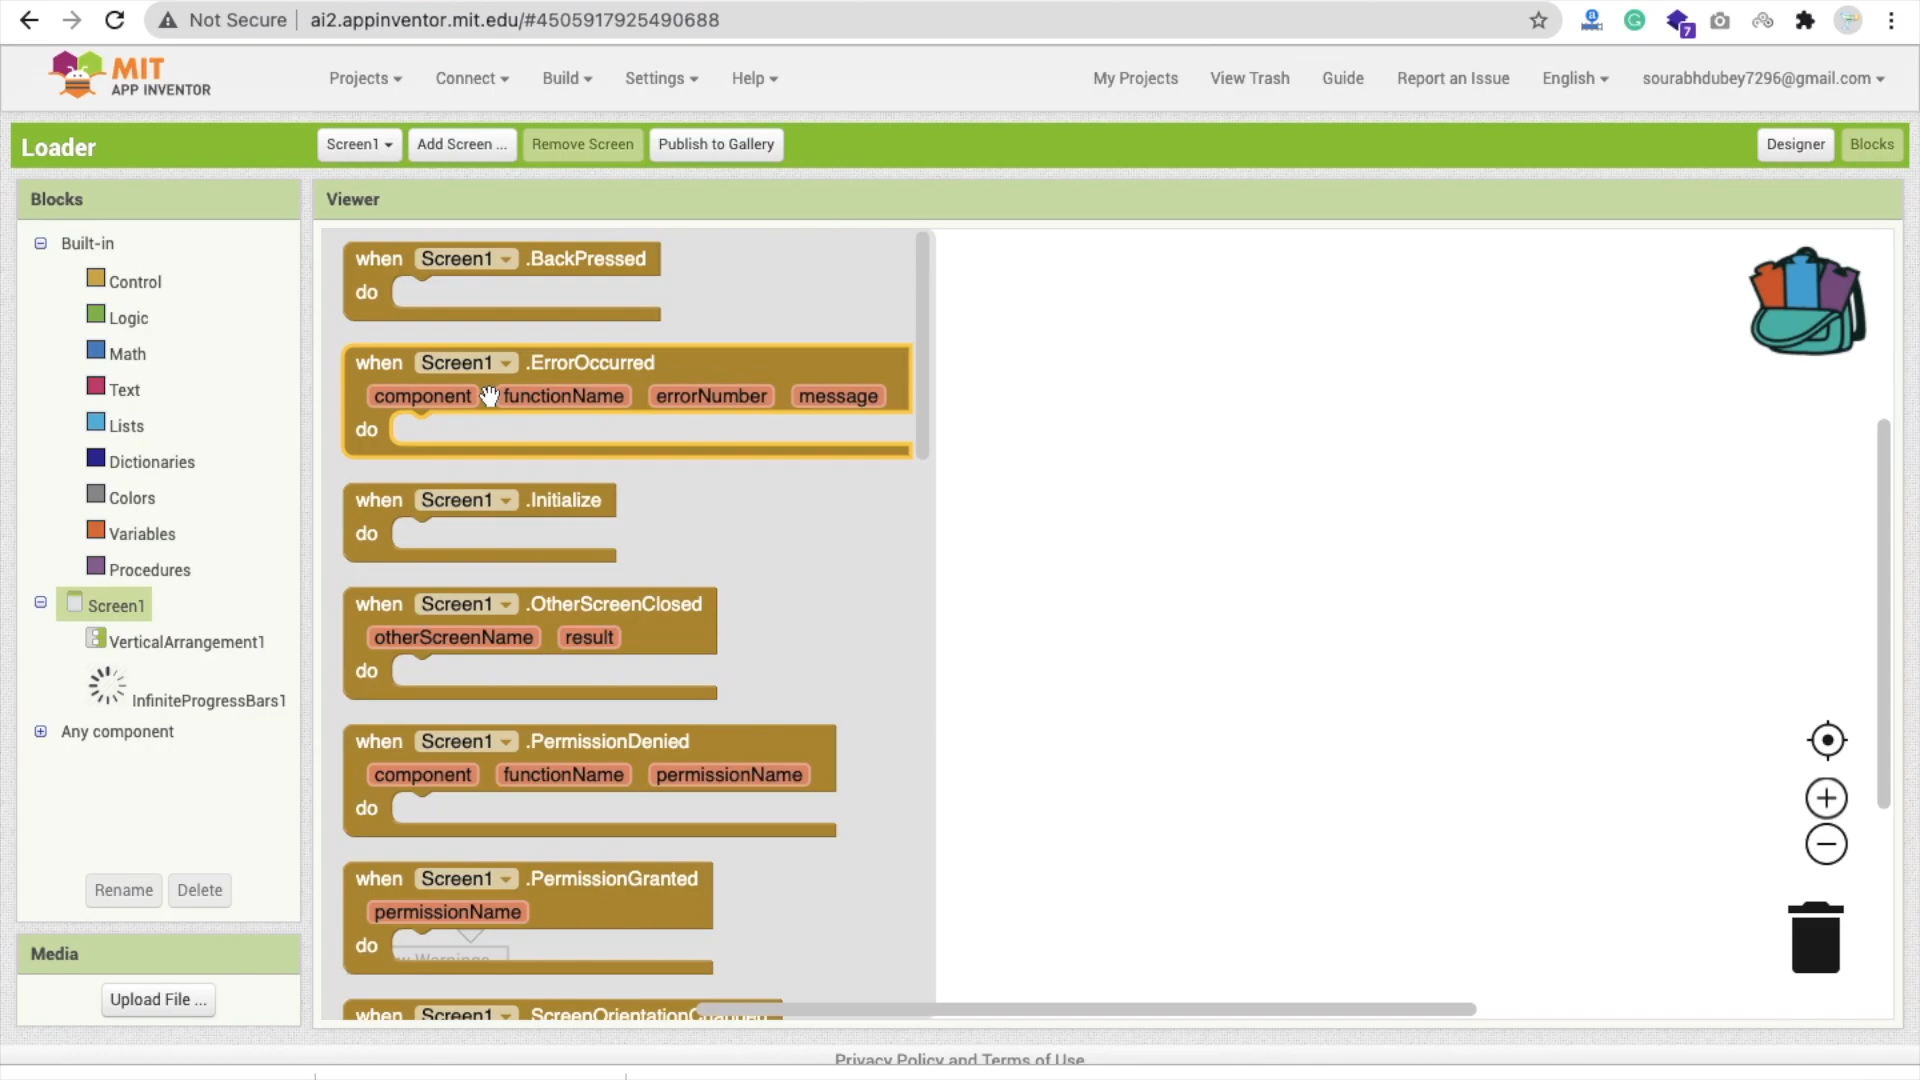 Not Secure
ai2.appinventor.mit.edu/#4505917925490688
7
MIT
APP INVENTOR
Projects
Connect
Build
Settings
Help
My Projects
View Trash
Guide
Report an Issue
English
sourabhdubey7296@gmail.com
Loader
Screen1
Add Screen ...
Remove Screen
Publish to Gallery
Designer
Blocks
Blocks
Built-in
Control
Logic
Math
Text
Lists
Dictionaries
Colors
Variables
Procedures
Screen1
VerticalArrangement1
InfiniteProgressBars1
Any component
Rename
Delete
Media
Upload File ...
Viewer
when Screen1 .BackPressed
do
when Screen1 .ErrorOccurred
component functionName errorNumber message
do
when Screen1 .Initialize
do
when Screen1 .OtherScreenClosed
otherScreenName result
do
when Screen1 .PermissionDenied
component functionName permissionName
do
when Screen1 .PermissionGranted
permissionName
do
w Warnings
when Screen1 .ScreenOrientationChanged
Privacy Policy and Terms of Use